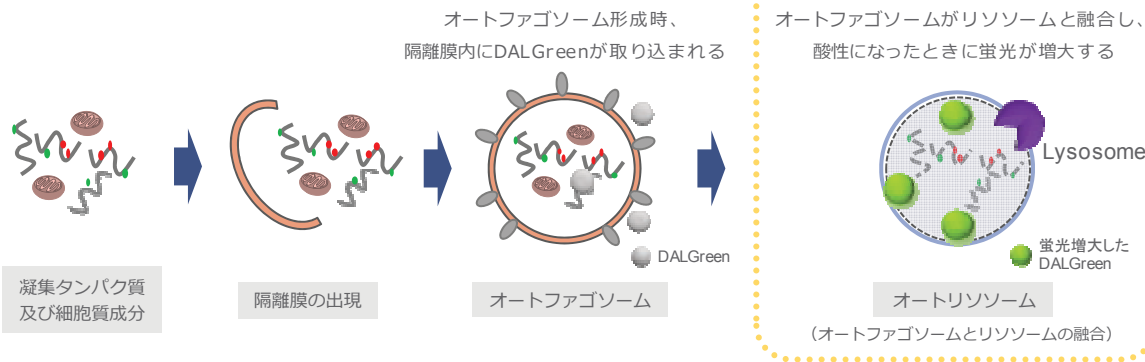 オートファゴソーム形成時、
隔離膜内にDALGreenが取り込まれる
オートファゴソームがリソソームと融合し、
酸性になったときに蛍光が増大する
Lysosome
DALGreen
蛍光増大した
DALGreen
凝集タンパク質
及び細胞質成分
隔離膜の出現
オートファゴソーム
オートリソソーム
（オートファゴソームとリソソームの融合）